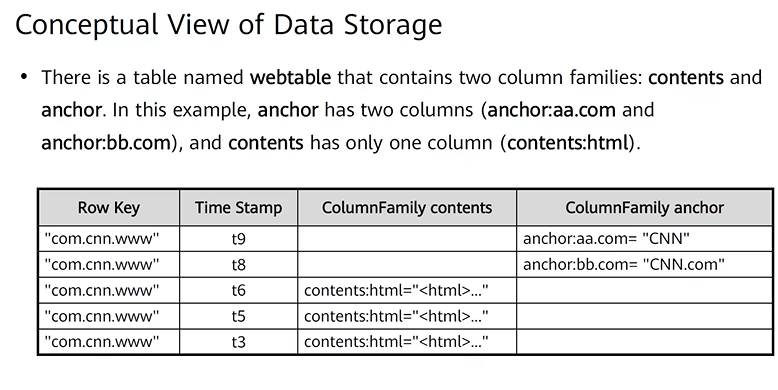 Conceptual View of Data Storage
• There is a table named webtable that contains two column families: contents and
anchor. In this example, anchor has two columns (anchor:aa.com and
anchor:bb.com), and contents has only one column (contents:html).
Row Key Time Stamp ColumnFamily contents ColumnFamily anchor
"com.cnn.www" t9 anchor:aa.com= "CNN"
"com.cnn.www" t8 anchor:bb.com= "CNN.com"
"com.cnn.www" t6 contents:html="<html>..."
"com.cnn.www" t5 contents:html="<html>..."
"com.cnn.www" t3 contents:html="<html>..."